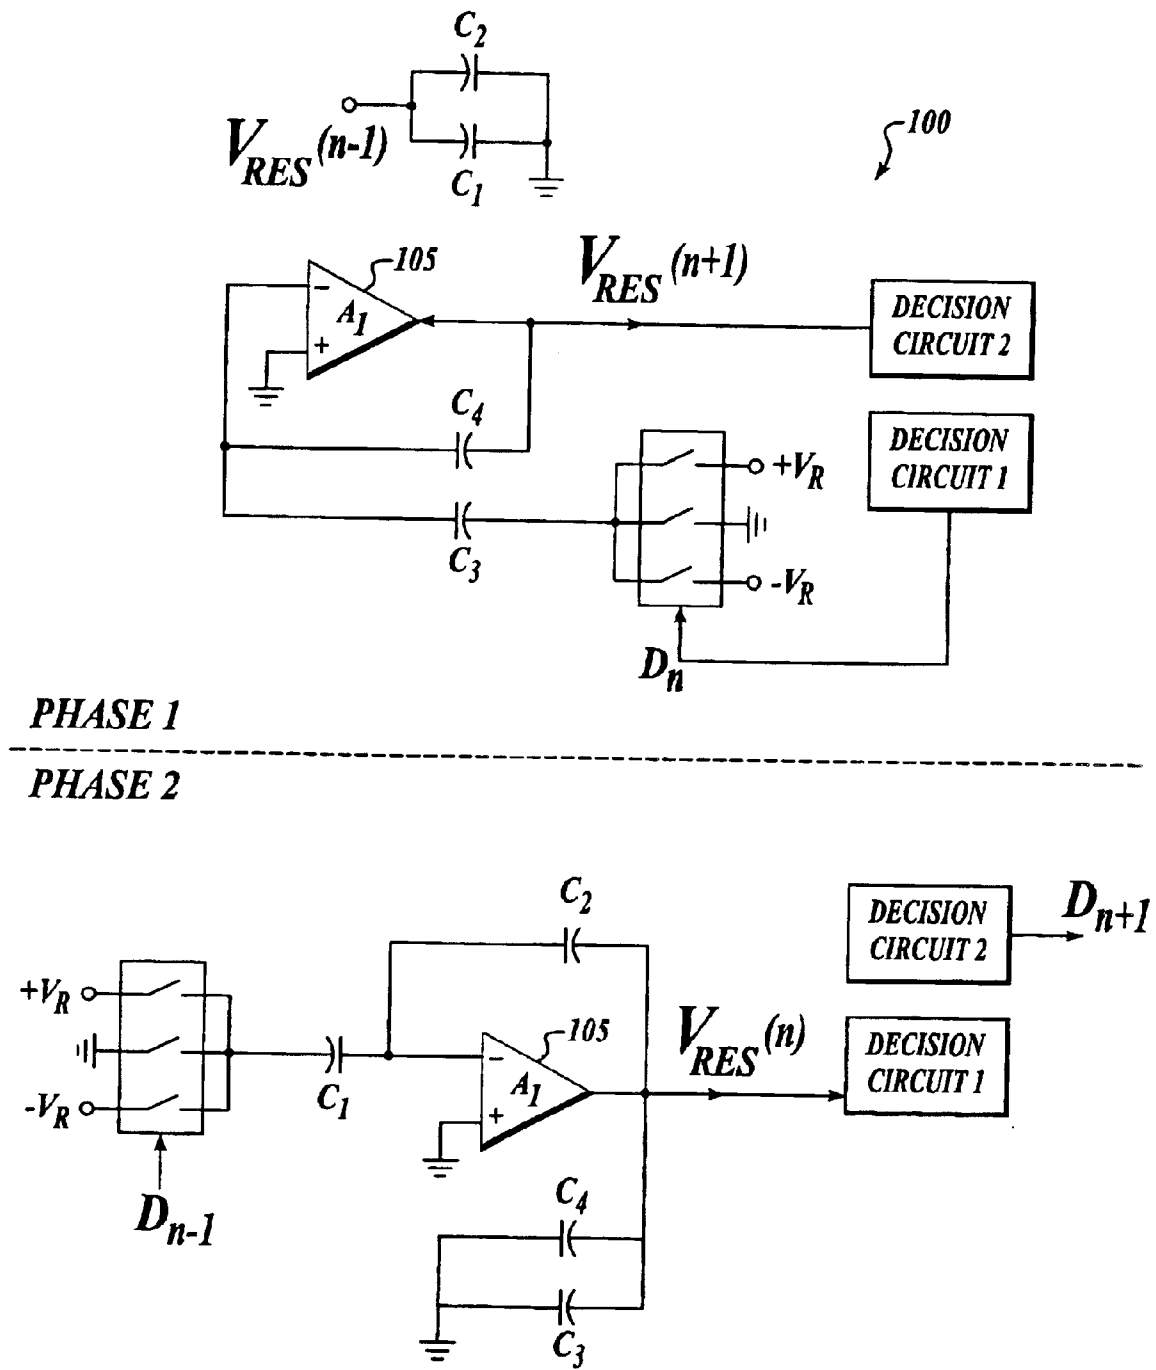 C2
VRES(n-1)
C1
100
105
VRES(n+1)
−
A1
+
DECISION
CIRCUIT 2
C4
DECISION
CIRCUIT 1
+VR
C3
-VR
Dn
PHASE 1
PHASE 2
C2
DECISION
CIRCUIT 2
Dn+1
+VR
105
VRES(n)
−
A1
+
DECISION
CIRCUIT 1
C1
-VR
Dn-1
C4
C3